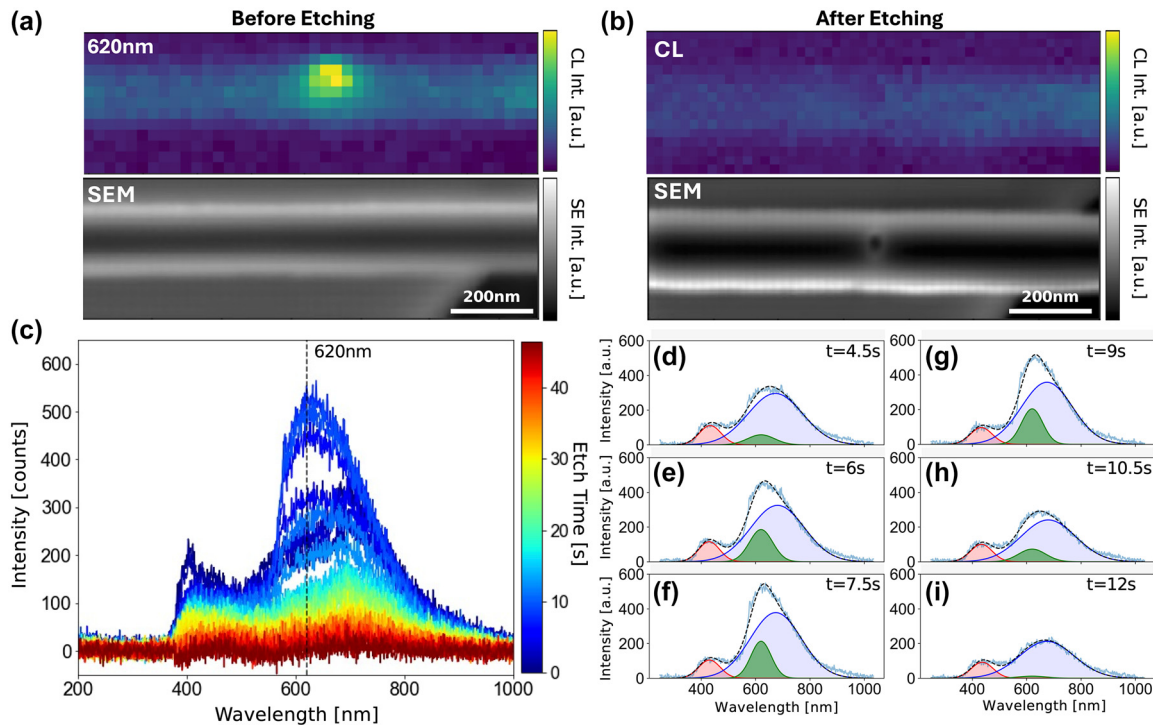 (a) Before Etching
620nm
CL Int. [a.u.]
SEM
SE Int. [a.u.]
200nm
(b) After Etching
CL
CL Int. [a.u.]
SEM
SE Int. [a.u.]
200nm
(c)
620nm
600
500
400
300
200
100
0
Intensity [counts]
200 400 600 800 1000
Wavelength [nm]
40
30
20
10
0
Etch Time [s]
(d) t=4.5s
600
400
200
0
Intensity [a.u.]
(e) t=6s
600
400
200
0
Intensity [a.u.]
(f) t=7.5s
600
400
200
0
Intensity [a.u.]
400 600 800 1000
Wavelength [nm]
(g) t=9s
600
400
200
0
(h) t=10.5s
600
400
200
0
(i) t=12s
600
400
200
0
400 600 800 1000
Wavelength [nm]